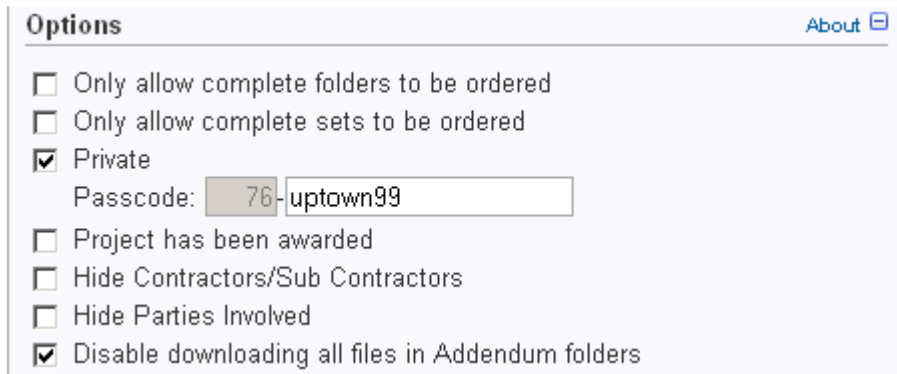 Options About
Only allow complete folders to be ordered
Only allow complete sets to be ordered
Private
Passcode: 76-uptown99
Project has been awarded
Hide Contractors/Sub Contractors
Hide Parties Involved
Disable downloading all files in Addendum folders